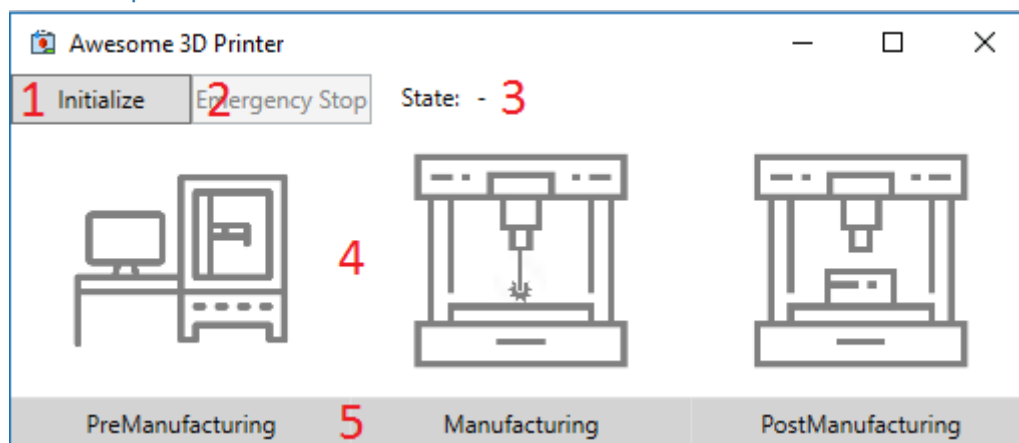 Awesome 3D Printer
1 Initialize 2 Emergency Stop State: - 3
4
PreManufacturing 5 Manufacturing PostManufacturing